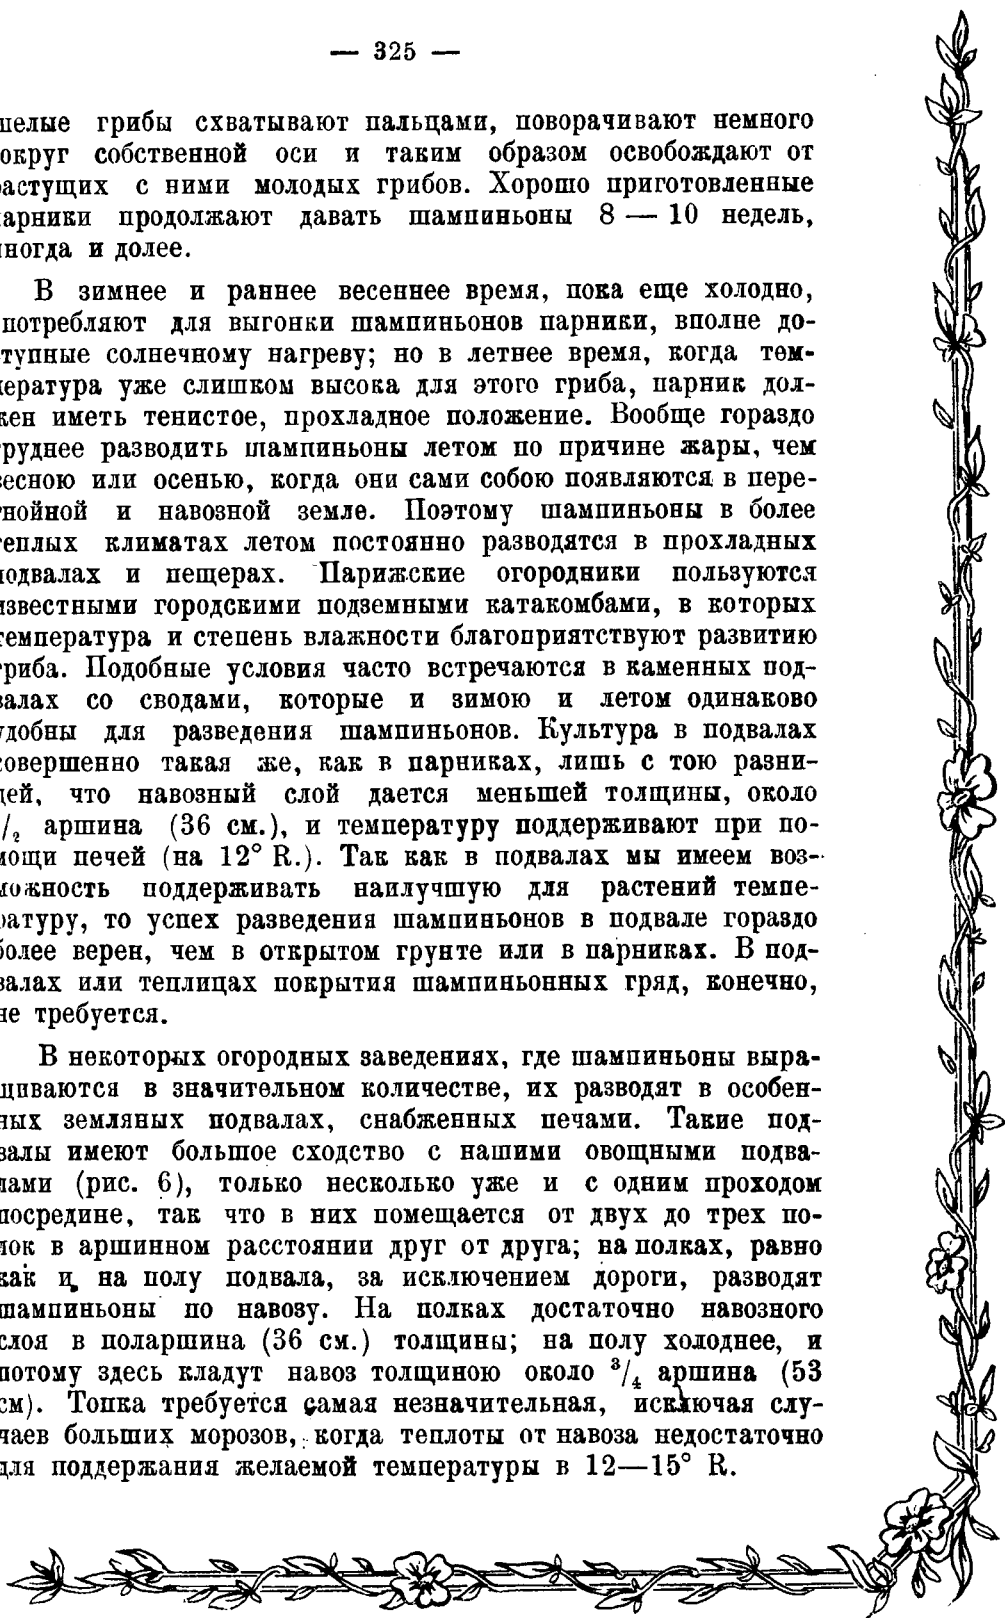 — 325 —
шелые грибы схватывают пальцами, поворачивают немного
округ собственной оси и таким образом освобождают от
астущих с ними молодых грибов. Хорошо приготовленные
арники продолжают давать шампиньоны 8 — 10 недель,
ногда и долее.
В зимнее и раннее весеннее время, пока еще холодно,
потребляют для выгонки шампиньонов парники, вполне до-
тупные солнечному нагреву; но в летнее время, когда тем-
пература уже слишком высока для этого гриба, парник дол-
жен иметь тенистое, прохладное положение. Вообще гораздо
труднее разводить шампиньоны летом по причине жары, чем
весною или осенью, когда они сами собою появляются в пере-
гнойной и навозной земле. Поэтому шампиньоны в более
теплых климатах летом постоянно разводятся в прохладных
подвалах и пещерах. Парижские огородники пользуются
известными городскими подземными катакомбами, в которых
температура и степень влажности благоприятствуют развитию
гриба. Подобные условия часто встречаются в каменных под-
валах со сводами, которые и зимою и летом одинаково
удобны для разведения шампиньонов. Культура в подвалах
совершенно такая же, как в парниках, лишь с тою разни-
цей, что навозный слой дается меньшей толщины, около
/₂ аршина (36 см.), и температуру поддерживают при по-
мощи печей (на 12° R.). Так как в подвалах мы имеем воз-
можность поддерживать наилучшую для растений темпе-
ратуру, то успех разведения шампиньонов в подвале гораздо
более верен, чем в открытом грунте или в парниках. В под-
валах или теплицах покрытия шампиньонных гряд, конечно,
не требуется.
В некоторых огородных заведениях, где шампиньоны выра-
щиваются в значительном количестве, их разводят в особен-
ных земляных подвалах, снабженных печами. Такие под-
валы имеют большое сходство с нашими овощными подва-
лами (рис. 6), только несколько уже и с одним проходом
посредине, так что в них помещается от двух до трех по-
лок в аршинном расстоянии друг от друга; на полках, равно
как и, на полу подвала, за исключением дороги, разводят
шампиньоны по навозу. На полках достаточно навозного
слоя в поларшина (36 см.) толщины; на полу холоднее, и
потому здесь кладут навоз толщиною около ³/₄ аршина (53
см). Топка требуется самая незначительная, исключая слу-
чаев больших морозов, когда теплоты от навоза недостаточно
для поддержания желаемой температуры в 12—15° R.